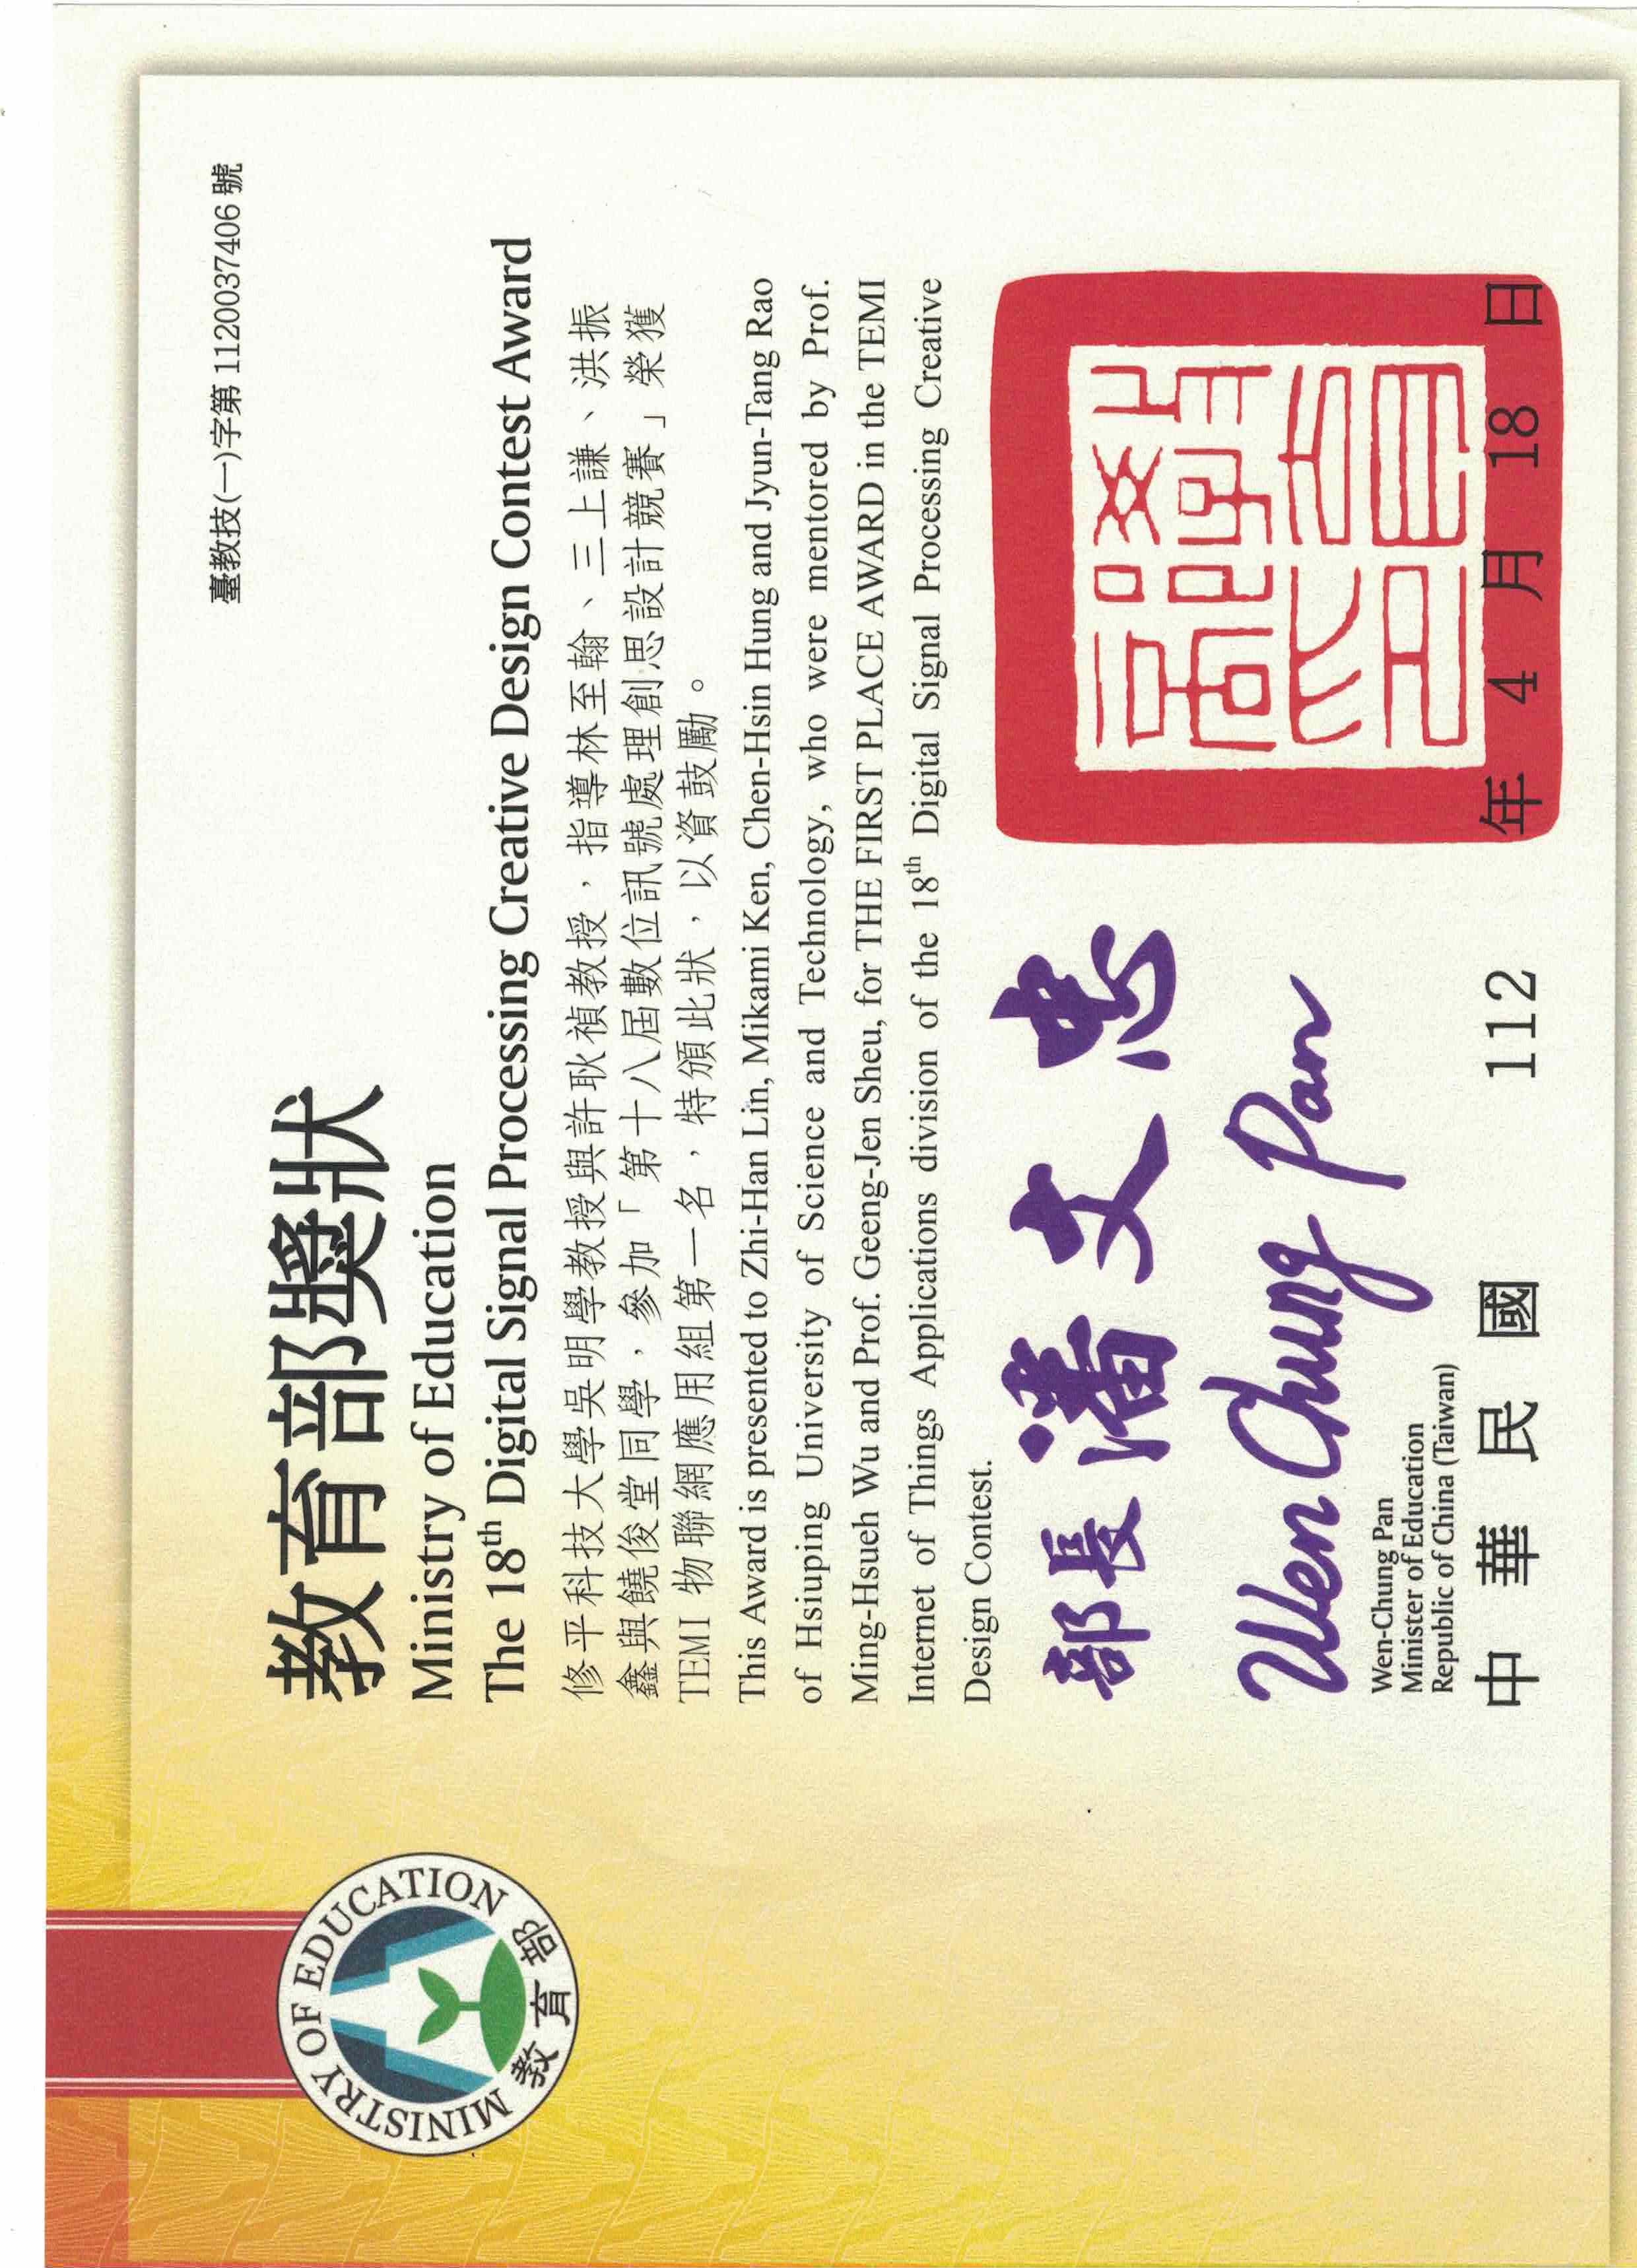 臺教技(一)字第 1120037406 號
MINISTRY OF EDUCATION
教育部
教育部獎狀
Ministry of Education
The 18th Digital Signal Processing Creative Design Contest Award
修平科技大學吳明學教授與許耿禎教授，指導林至翰、三上謙、洪振
鑫與饒俊堂同學，參加「第十八屆數位訊號處理創思設計競賽」榮獲
TEMI 物聯網應用組第一名，特頒此狀，以資鼓勵。
This Award is presented to Zhi-Han Lin, Mikami Ken, Chen-Hsin Hung and Jyun-Tang Rao
of Hsiuping University of Science and Technology, who were mentored by Prof.
Ming-Hsueh Wu and Prof. Geeng-Jen Sheu, for THE FIRST PLACE AWARD in the TEMI
Internet of Things Applications division of the 18th Digital Signal Processing Creative
Design Contest.
部長 潘文忠
Wen Chung Pan
Wen-Chung Pan
Minister of Education
Republic of China (Taiwan)
教育部印
中華民國 112 年 4 月 18 日